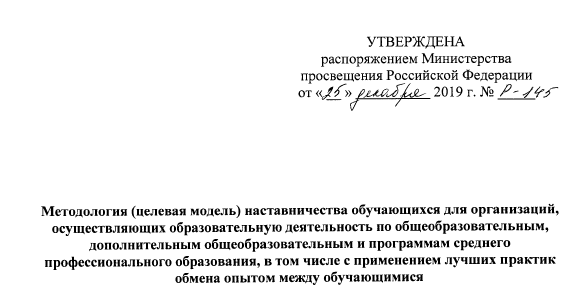 УТВЕРЖДЕНА
распоряжением Министерства
просвещения Российской Федерации
от «25» декабря 2019 г. № Р-145
Методология (целевая модель) наставничества обучающихся для организаций,
осуществляющих образовательную деятельность по общеобразовательным,
дополнительным общеобразовательным и программам среднего
профессионального образования, в том числе с применением лучших практик
обмена опытом между обучающимися